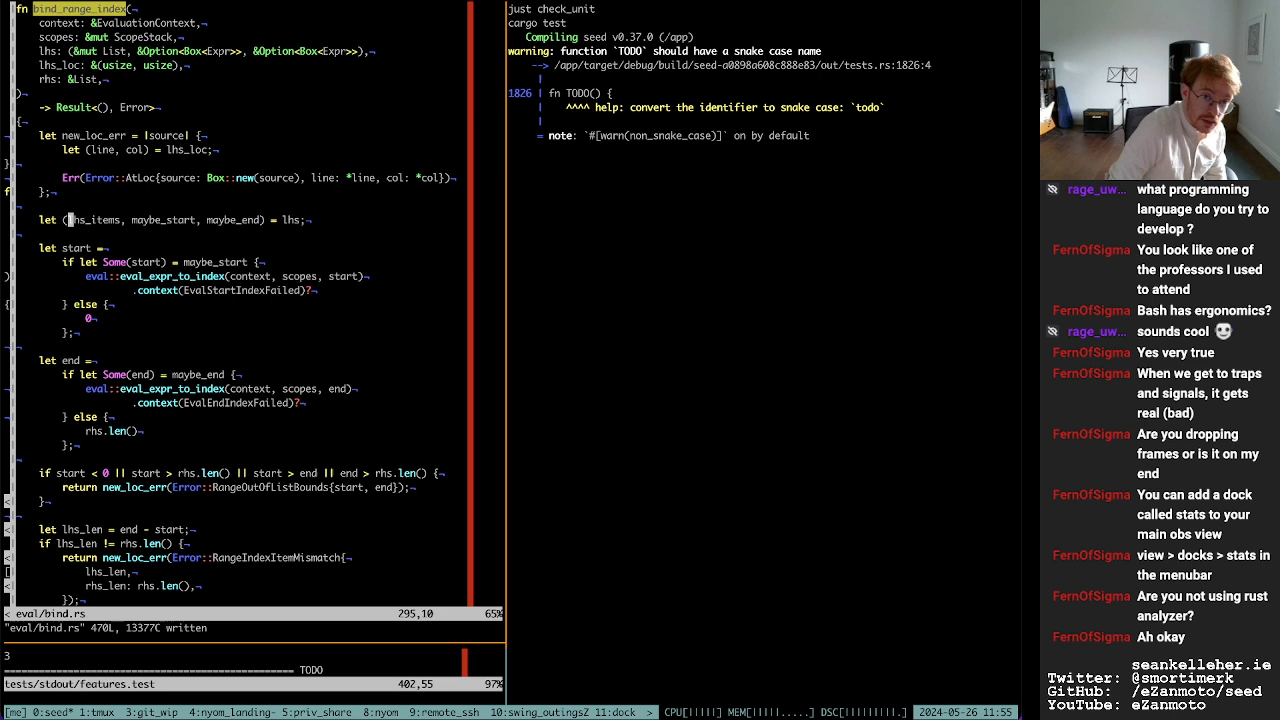 fn bind_range_index(
context: &EvaluationContext,
scopes: &mut ScopeStack,
lhs: (&mut List, &Option<Box<Expr>>, &Option<Box<Expr>>),
lhs_loc: &(usize, usize),
rhs: &List,
)
-> Result<(), Error>
{
let new_loc_err = |source| {
let (line, col) = lhs_loc;
Err(Error::AtLoc{source: Box::new(source), line: *line, col: *col})
};
let (lhs_items, maybe_start, maybe_end) = lhs;
let start =
if let Some(start) = maybe_start {
eval::eval_expr_to_index(context, scopes, start)
.context(EvalStartIndexFailed)?
} else {
0
};
let end =
if let Some(end) = maybe_end {
eval::eval_expr_to_index(context, scopes, end)
.context(EvalEndIndexFailed)?
} else {
rhs.len()
};
if start < 0 || start > rhs.len() || start > end || end > rhs.len() {
return new_loc_err(Error::RangeOutOfListBounds{start, end});
}
let lhs_len = end - start;
if lhs_len != rhs.len() {
return new_loc_err(Error::RangeIndexItemMismatch{
lhs_len,
rhs_len: rhs.len(),
});
< eval/bind.rs 295,10 65%
"eval/bind.rs" 470L, 13377C written
3
================================================ TODO
tests/stdout/features.test 402,55 97%
just check_unit
cargo test
Compiling seed v0.37.0 (/app)
warning: function `TODO` should have a snake case name
--> /app/target/debug/build/seed-a0898a608c888e83/out/tests.rs:1826:4
|
1826 | fn TODO() {
| ^^^^ help: convert the identifier to snake case: `todo`
|
= note: `#[warn(non_snake_case)]` on by default
rage_uw… what programming
language do you try to
develop ?
FernOfSigma You look like one of
the professors I used
to attend
FernOfSigma Bash has ergonomics?
rage_uw… sounds cool
FernOfSigma Yes very true
FernOfSigma When we get to traps
and signals, it gets
real (bad)
FernOfSigma Are you dropping
frames or is it on my
end
FernOfSigma You can add a dock
called stats to your
main obs view
FernOfSigma view > docks > stats in
the menubar
FernOfSigma Are you not using rust
analyzer?
FernOfSigma Ah okay
seankelleher.ie
Twitter: @smortimerk
GitHub: /eZanmoto/seed
YouTube:
[me] 0:seed* 1:tmux 3:git_wip 4:nyom_landing- 5:priv_share 8:nyom 9:remote_ssh 10:swing_outingsZ 11:dock > CPU[|||||] MEM[|||||.....] DSC[|||||||||.] 2024-05-26 11:55